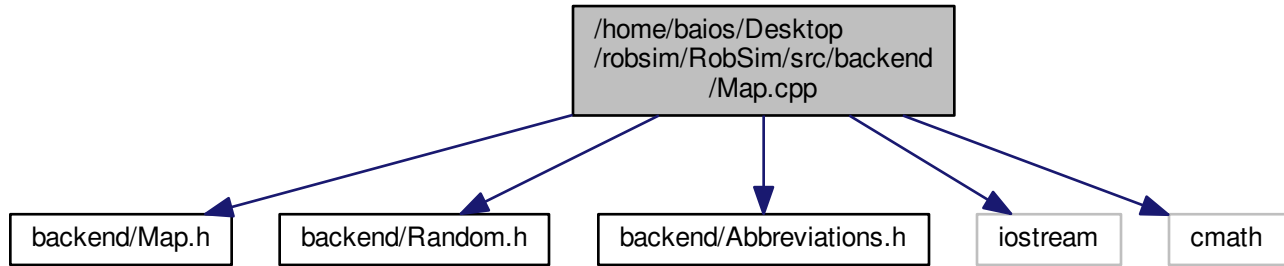 /home/baios/Desktop
/robsim/RobSim/src/backend
/Map.cpp
backend/Map.h
backend/Random.h
backend/Abbreviations.h
iostream
cmath